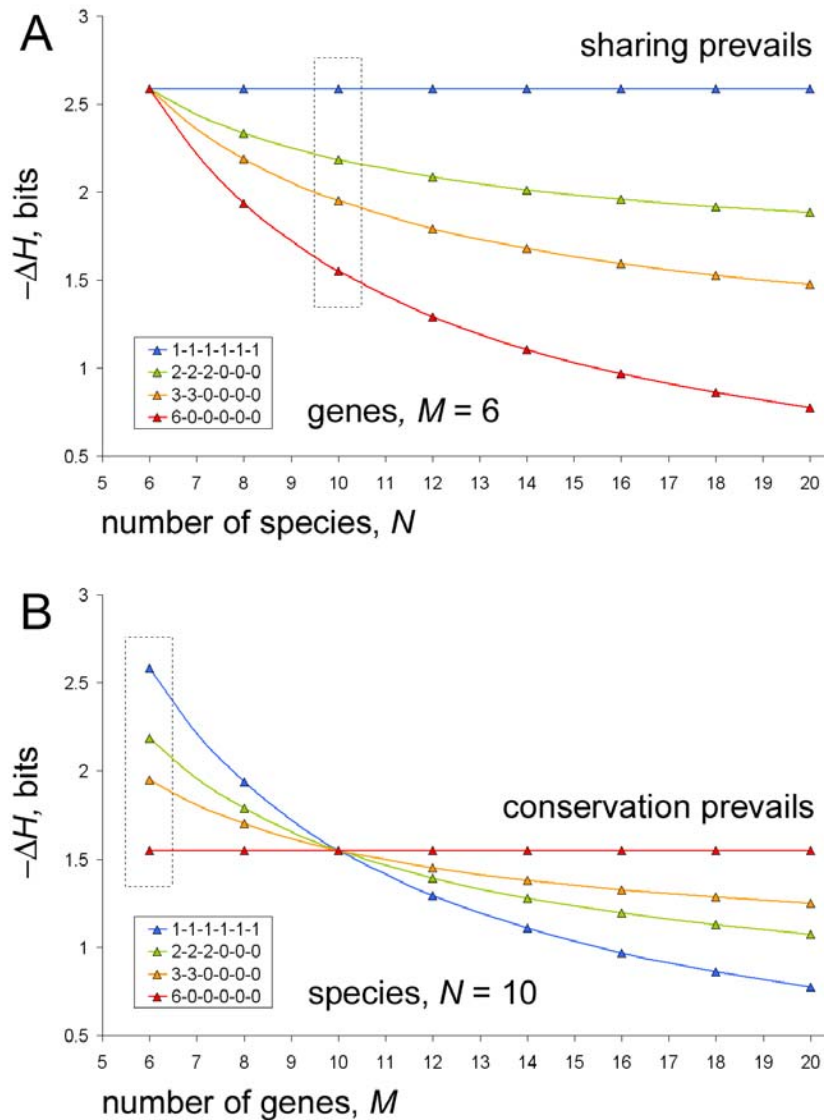 A
sharing prevails
3
2.5
2
1.5
1
0.5
−ΔH, bits
1-1-1-1-1-1
2-2-2-0-0-0
3-3-0-0-0-0
6-0-0-0-0-0
genes, M = 6
5 6 7 8 9 10 11 12 13 14 15 16 17 18 19 20
number of species, N
B
conservation prevails
3
2.5
2
1.5
1
0.5
−ΔH, bits
1-1-1-1-1-1
2-2-2-0-0-0
3-3-0-0-0-0
6-0-0-0-0-0
species, N = 10
5 6 7 8 9 10 11 12 13 14 15 16 17 18 19 20
number of genes, M